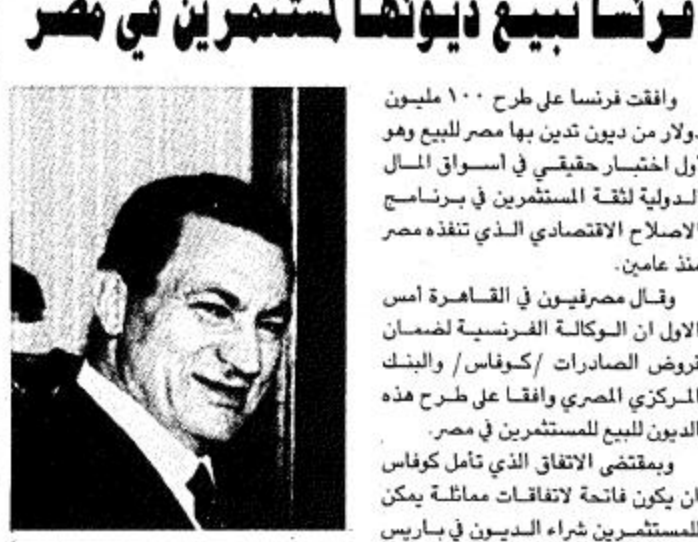 فرنسا تبيع ديونها لمستثمرين في مصر
وافقت فرنسا على طرح ١٠٠ مليون
دولار من ديون تدين بها مصر للبيع وهو
أول اختبار حقيقي في أسواق المال
الدولية لثقة المستثمرين في برنامج
الاصلاح الاقتصادي الذي تنفذه مصر
منذ عامين.
وقال مصرفيون في القاهرة أمس
الاول ان الوكالة الفرنسية لضمان
قروض الصادرات /كوفاس/ والبنك
المركزي المصري وافقا على طرح هذه
الديون للبيع للمستثمرين في مصر.
وبمقتضى الاتفاق الذي تأمل كوفاس
ان يكون فاتحة لاتفاقات مماثلة يمكن
للمستثمرين شراء الديون في باريس